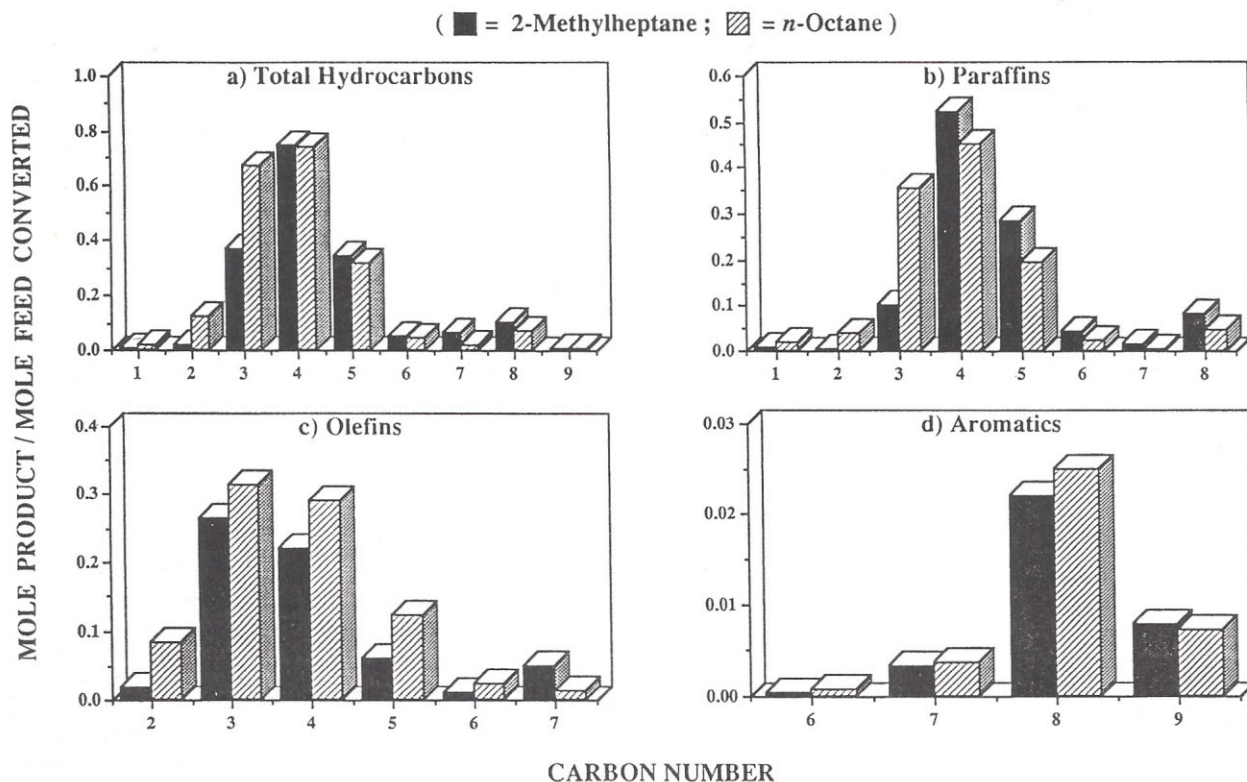 ( ■ = 2-Methylheptane ; ▨ = n-Octane )
MOLE PRODUCT / MOLE FEED CONVERTED
a) Total Hydrocarbons
1.0
0.8
0.6
0.4
0.2
0.0
1 2 3 4 5 6 7 8 9
b) Paraffins
0.6
0.5
0.4
0.3
0.2
0.1
0.0
1 2 3 4 5 6 7 8
c) Olefins
0.4
0.3
0.2
0.1
0.0
2 3 4 5 6 7
d) Aromatics
0.03
0.02
0.01
0.00
6 7 8 9
CARBON NUMBER